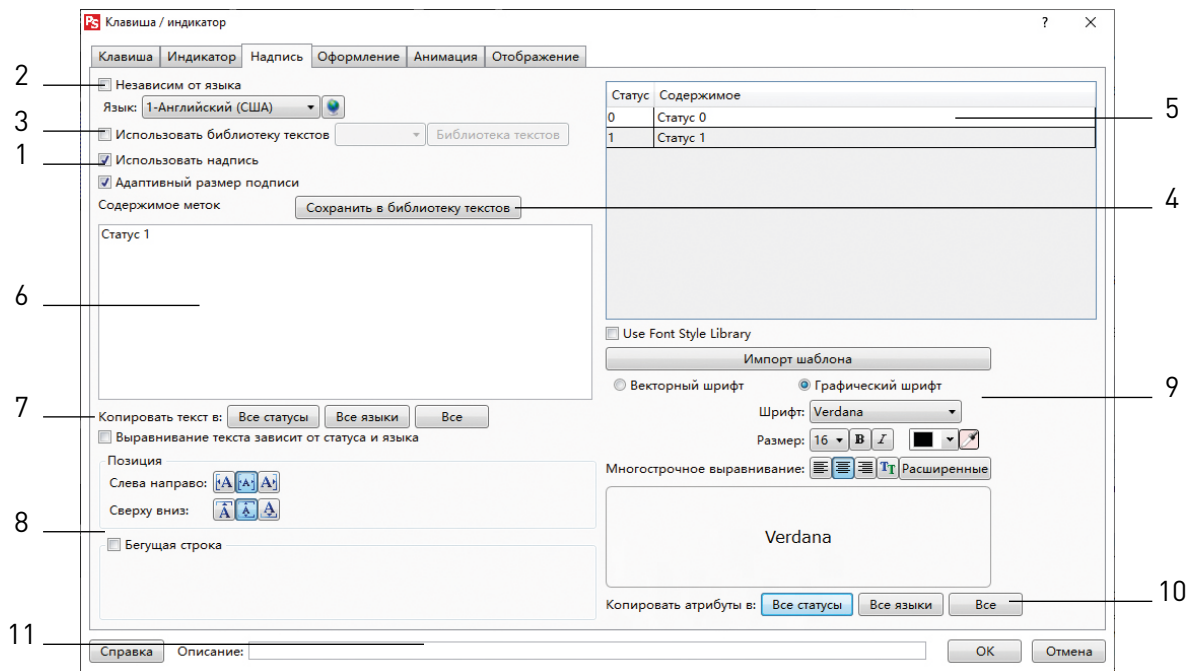 PS Клавиша / индикатор ? ×
Клавиша Индикатор Надпись Оформление Анимация Отображение
2
Независим от языка
Язык: 1-Английский (США)
3
Использовать библиотеку текстов Библиотека текстов
1
Использовать надпись
Адаптивный размер подписи
Содержимое меток Сохранить в библиотеку текстов
4
Статус 1
6
7
Копировать текст в: Все статусы Все языки Все
Выравнивание текста зависит от статуса и языка
Позиция
Слева направо: A A A
Сверху вниз: A A A
8
Бегущая строка
Статус Содержимое
0 Статус 0
5
1 Статус 1
Use Font Style Library
Импорт шаблона
Векторный шрифт Графический шрифт
9
Шрифт: Verdana
Размер: 16 B I
Многострочное выравнивание: TT Расширенные
Verdana
10
Копировать атрибуты в: Все статусы Все языки Все
11
Справка Описание: OK Отмена